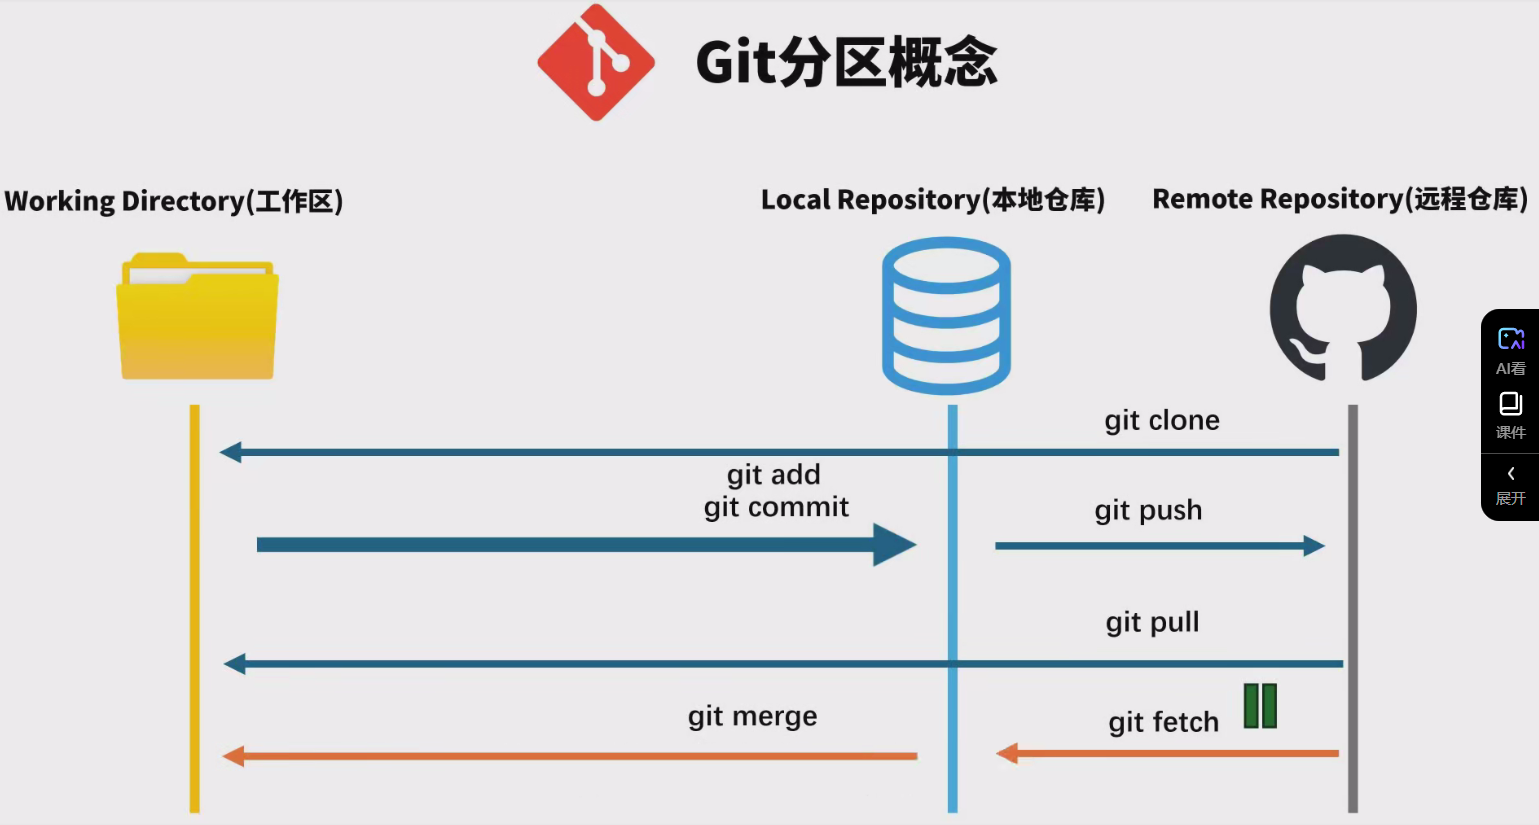 Git分区概念
Working Directory(工作区)
Local Repository(本地仓库)
Remote Repository(远程仓库)
git clone
git add
git commit
git push
git pull
git merge
git fetch
AI看
课件
展开